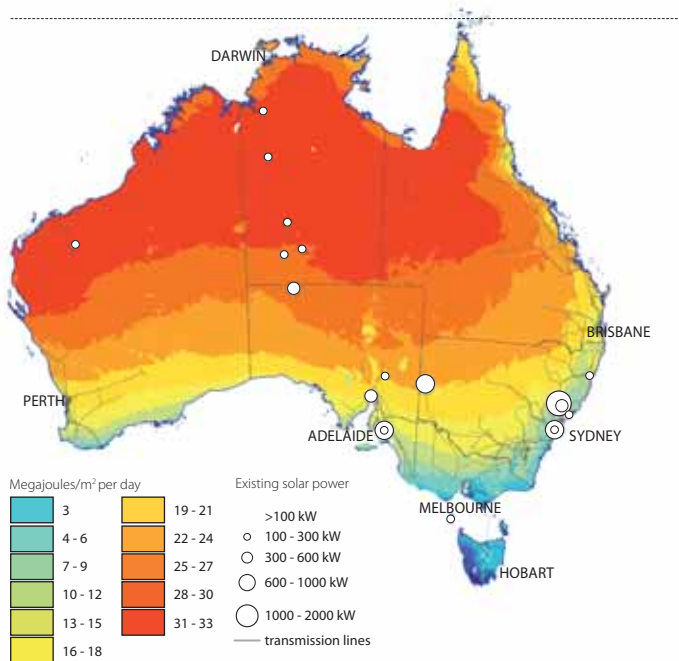 DARWIN
BRISBANE
PERTH
ADELAIDE
SYDNEY
MELBOURNE
HOBART
Megajoules/m² per day
3
4 - 6
7 - 9
10 - 12
13 - 15
16 - 18
19 - 21
22 - 24
25 - 27
28 - 30
31 - 33
Existing solar power
>100 kW
100 - 300 kW
300 - 600 kW
600 - 1000 kW
1000 - 2000 kW
transmission lines